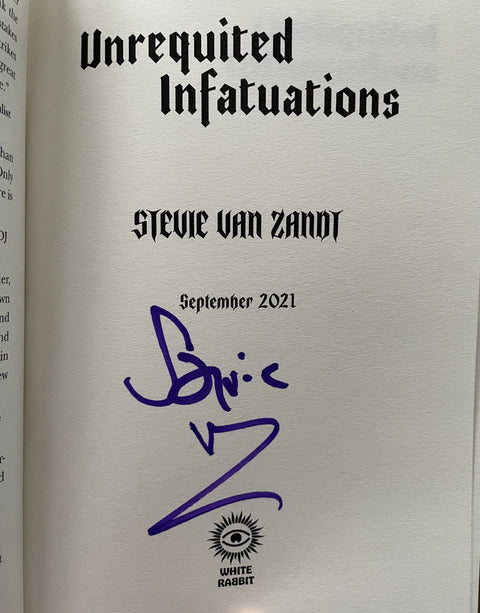 Unrequited
Infatuations
STEVIE VAN ZANDT
September 2021
Stevie
VZ
WHITE
RABBIT